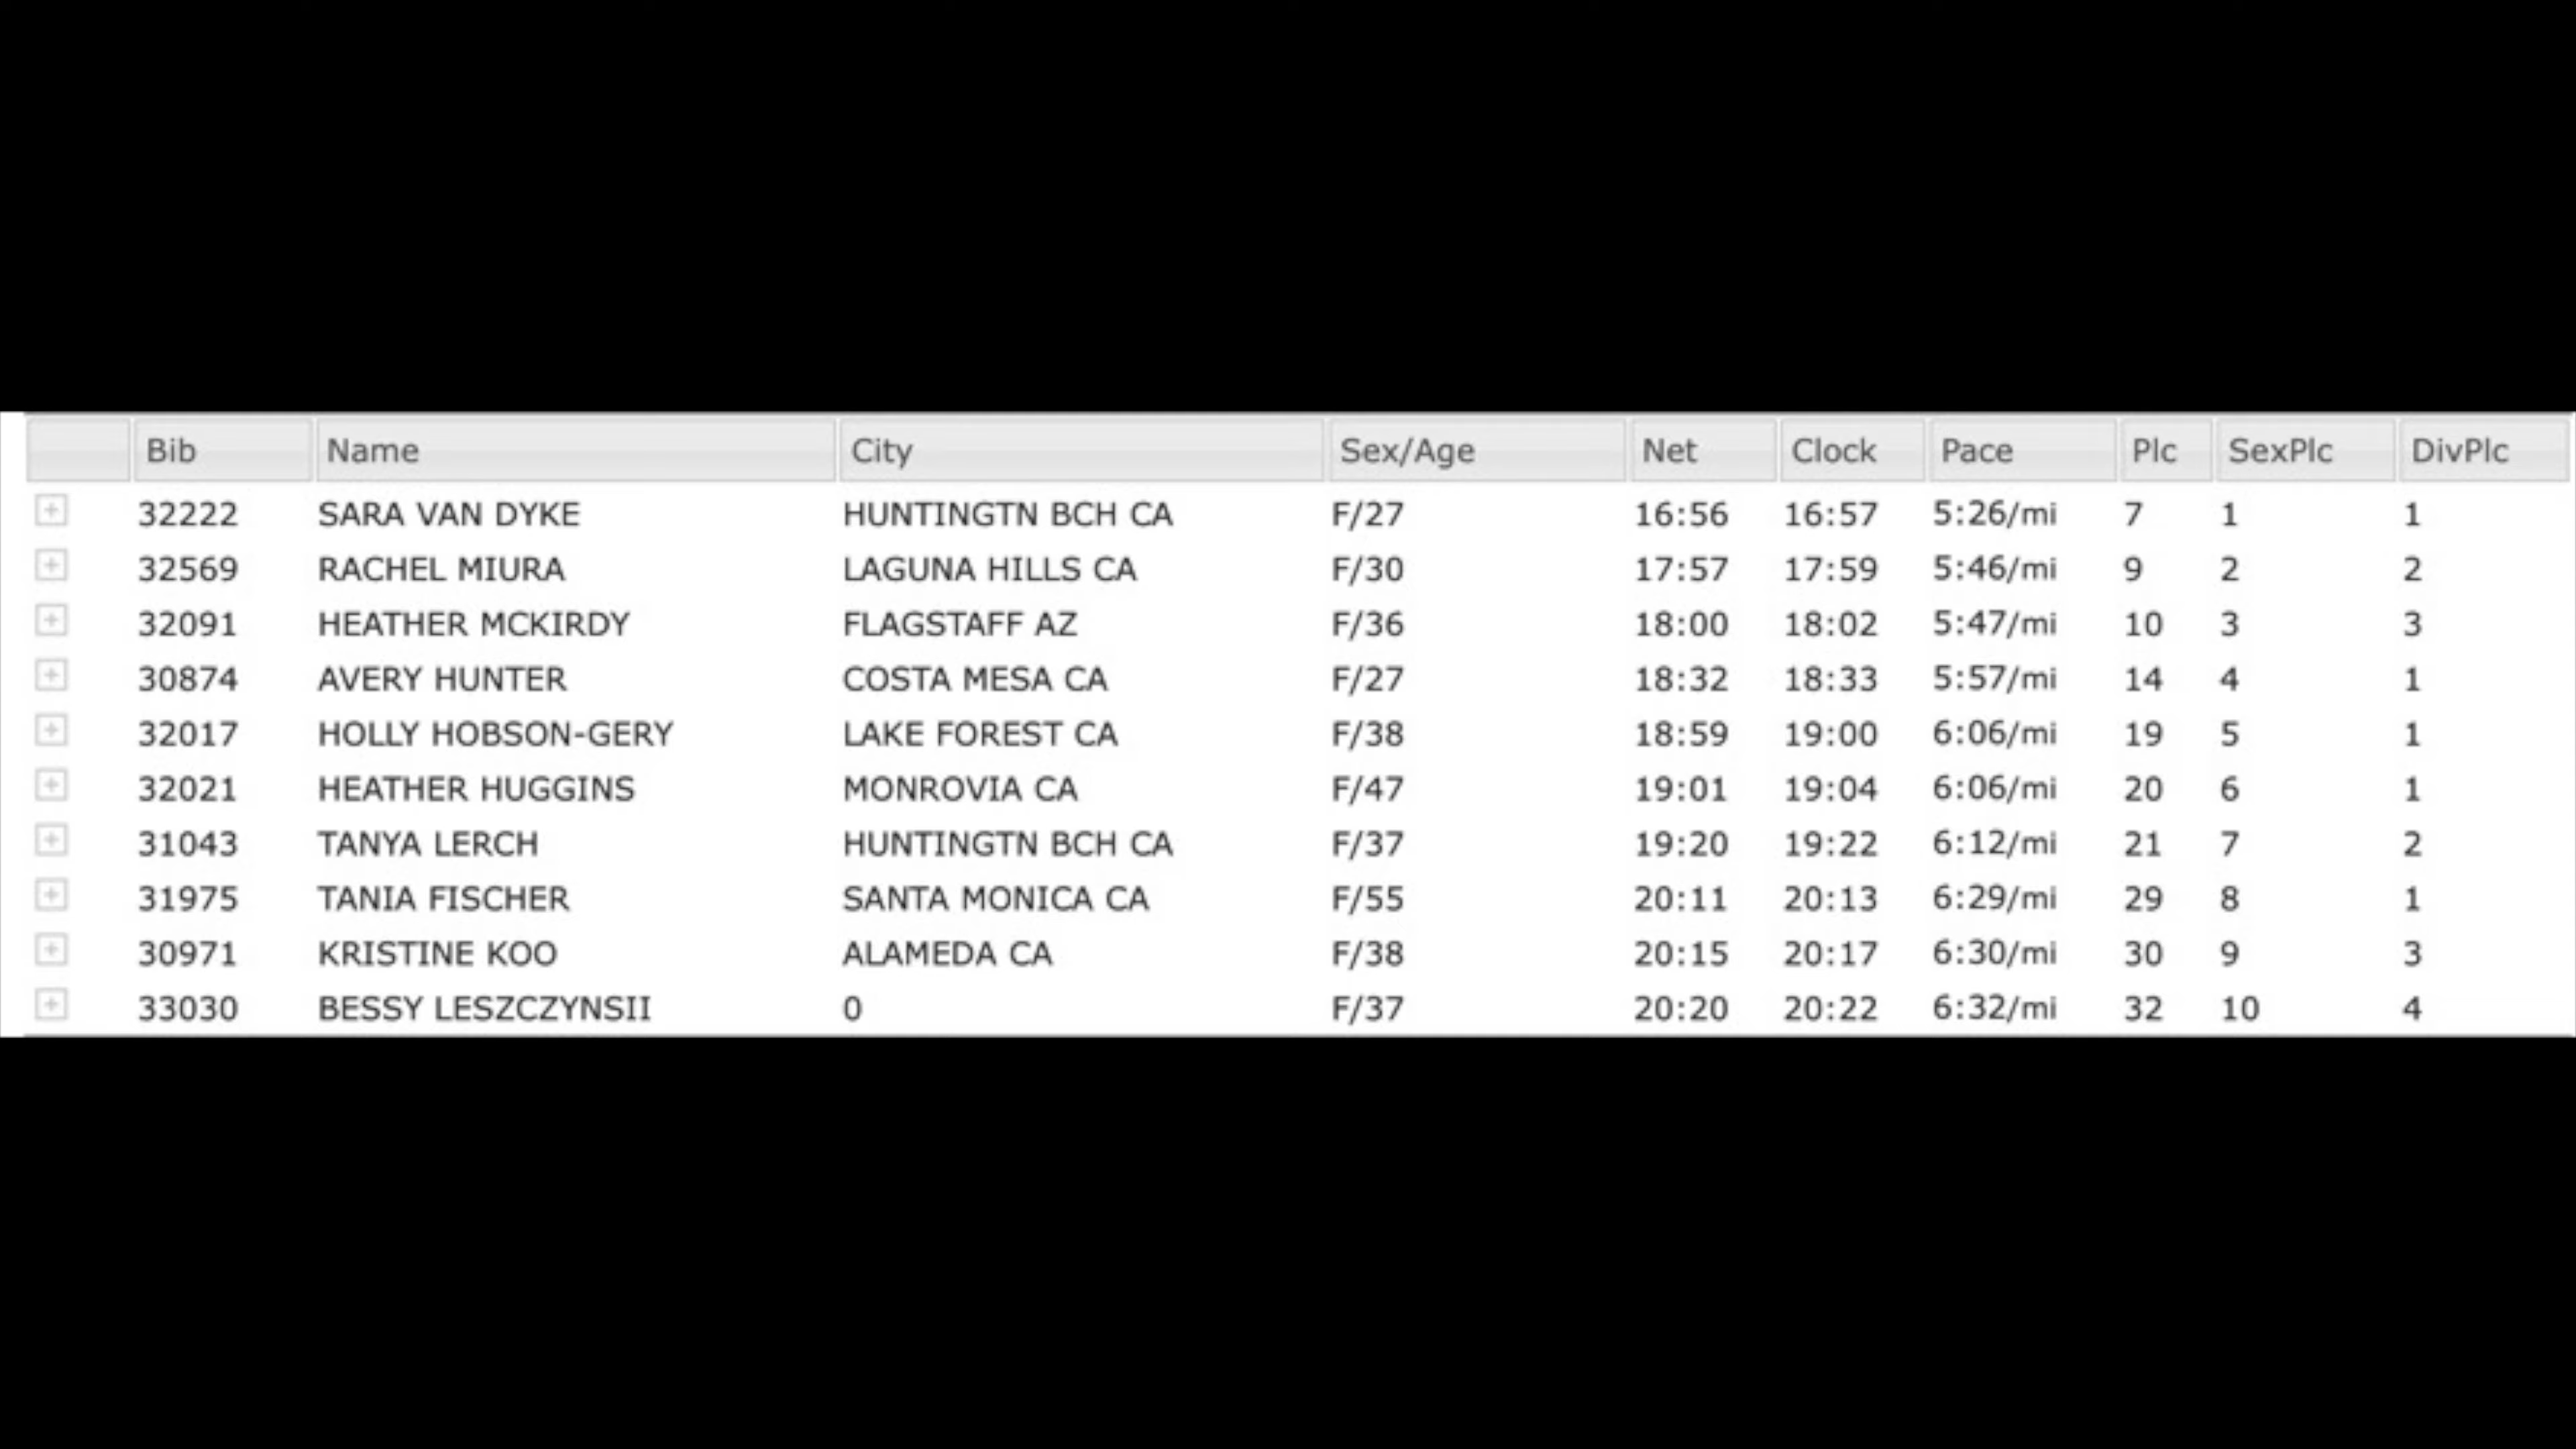 Bib Name City Sex/Age Net Clock Pace Plc SexPlc DivPlc
32222 SARA VAN DYKE HUNTINGTN BCH CA F/27 16:56 16:57 5:26/mi 7 1 1
32569 RACHEL MIURA LAGUNA HILLS CA F/30 17:57 17:59 5:46/mi 9 2 2
32091 HEATHER MCKIRDY FLAGSTAFF AZ F/36 18:00 18:02 5:47/mi 10 3 3
30874 AVERY HUNTER COSTA MESA CA F/27 18:32 18:33 5:57/mi 14 4 1
32017 HOLLY HOBSON-GERY LAKE FOREST CA F/38 18:59 19:00 6:06/mi 19 5 1
32021 HEATHER HUGGINS MONROVIA CA F/47 19:01 19:04 6:06/mi 20 6 1
31043 TANYA LERCH HUNTINGTN BCH CA F/37 19:20 19:22 6:12/mi 21 7 2
31975 TANIA FISCHER SANTA MONICA CA F/55 20:11 20:13 6:29/mi 29 8 1
30971 KRISTINE KOO ALAMEDA CA F/38 20:15 20:17 6:30/mi 30 9 3
33030 BESSY LESZCZYNSII 0 F/37 20:20 20:22 6:32/mi 32 10 4